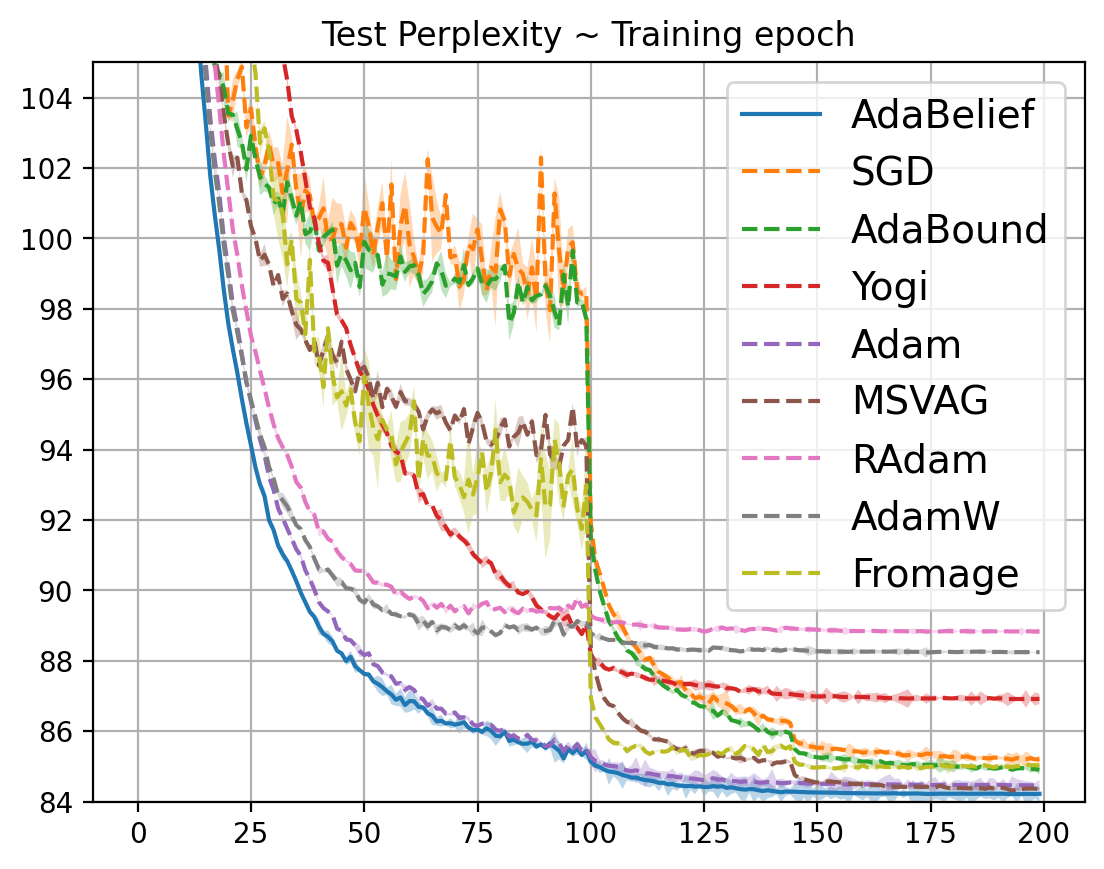 Test Perplexity ~ Training epoch
104
102
100
98
96
94
92
90
88
86
84
AdaBelief
SGD
AdaBound
Yogi
Adam
MSVAG
RAdam
AdamW
Fromage
0 25 50 75 100 125 150 175 200